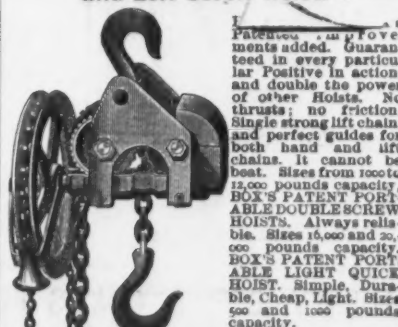 Patented
ments added. Guaran
teed in every particu
lar Positive in action
and double the power
of other Hoists. No
thrusts; no friction
Single strong lift chain
and perfect guides for
both hand and lift
chains. It cannot be
beat. Sizes from 1000 to
12,000 pounds capacity.
BOX'S PATENT PORT
ABLE DOUBLE SCREW
HOISTS. Always relia-
ble. Sizes 16,000 and 20,
000 pounds capacity.
BOX'S PATENT PORT
ABLE LIGHT QUICK
HOIST. Simple, Dura-
ble, Cheap, Light. Sizes
500 and 1000 pounds
capacity.